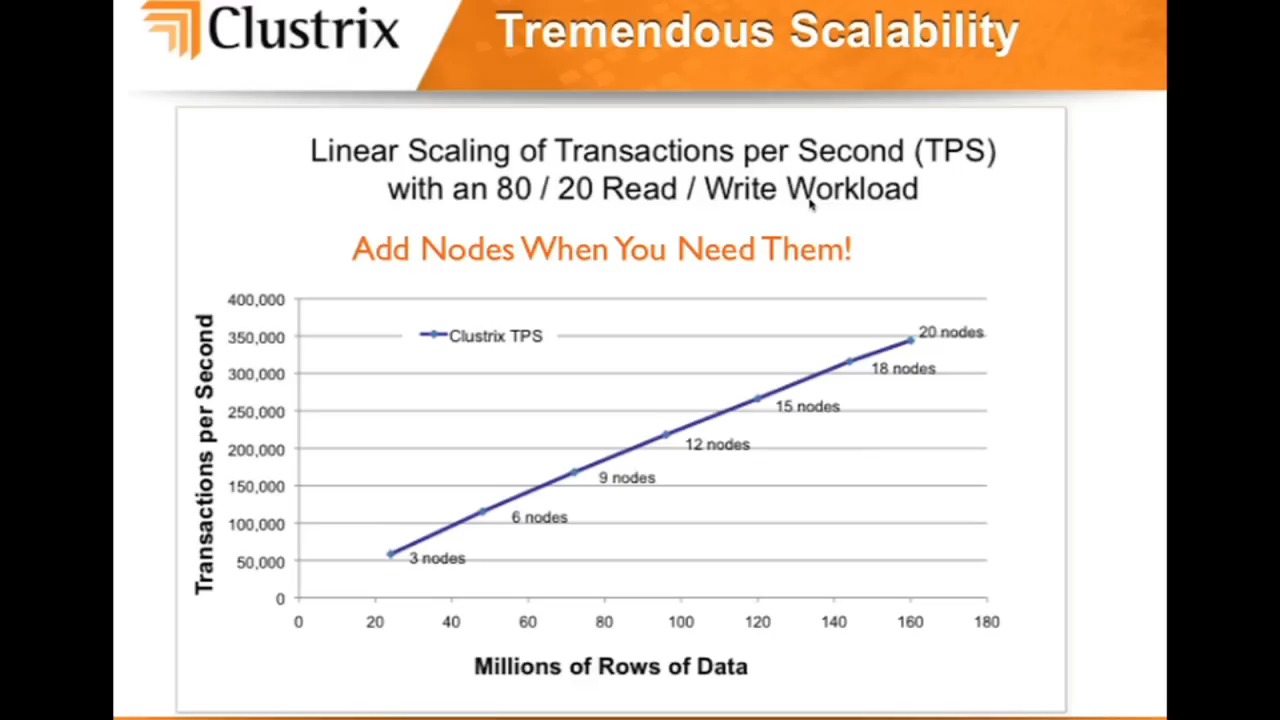 Clustrix
Tremendous Scalability
Linear Scaling of Transactions per Second (TPS)
with an 80 / 20 Read / Write Workload
Add Nodes When You Need Them!
Transactions per Second
400,000
350,000
300,000
250,000
200,000
150,000
100,000
50,000
0
Clustrix TPS
20 nodes
18 nodes
15 nodes
12 nodes
9 nodes
6 nodes
3 nodes
0 20 40 60 80 100 120 140 160 180
Millions of Rows of Data